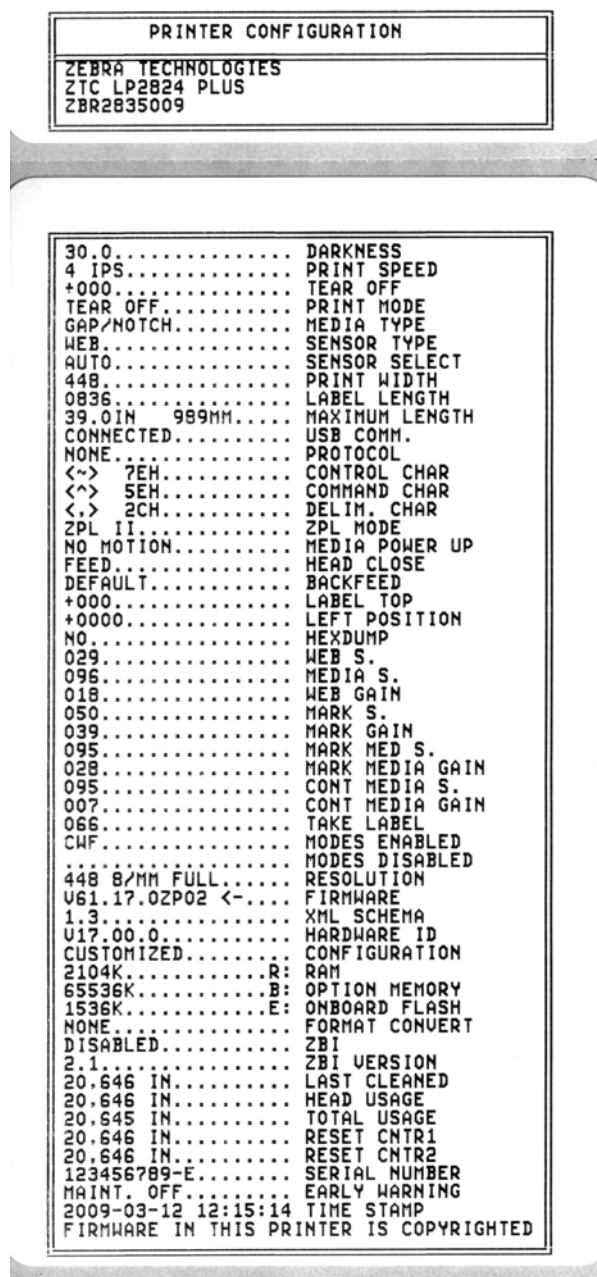 PRINTER CONFIGURATION
ZEBRA TECHNOLOGIES
ZTC LP2824 PLUS
ZBR2835009
30.0............... DARKNESS
4 IPS.............. PRINT SPEED
+000............... TEAR OFF
TEAR OFF........... PRINT MODE
GAP/NOTCH.......... MEDIA TYPE
WEB................ SENSOR TYPE
AUTO............... SENSOR SELECT
448................ PRINT WIDTH
0836............... LABEL LENGTH
39.0IN   989MM..... MAXIMUM LENGTH
CONNECTED.......... USB COMM.
NONE............... PROTOCOL
<~>  7EH........... CONTROL CHAR
<^>  5EH........... COMMAND CHAR
<,>  2CH........... DELIM. CHAR
ZPL II............. ZPL MODE
NO MOTION.......... MEDIA POWER UP
FEED............... HEAD CLOSE
DEFAULT............ BACKFEED
+000............... LABEL TOP
+0000.............. LEFT POSITION
NO................. HEXDUMP
029................ WEB S.
096................ MEDIA S.
018................ WEB GAIN
050................ MARK S.
039................ MARK GAIN
095................ MARK MED S.
028................ MARK MEDIA GAIN
095................ CONT MEDIA S.
007................ CONT MEDIA GAIN
066................ TAKE LABEL
CWF................ MODES ENABLED
................... MODES DISABLED
448 8/MM FULL...... RESOLUTION
V61.17.0ZP02 <-.... FIRMWARE
1.3................ XML SCHEMA
V17.00.0........... HARDWARE ID
CUSTOMIZED......... CONFIGURATION
2104K............R: RAM
65536K...........B: OPTION MEMORY
1536K............E: ONBOARD FLASH
NONE............... FORMAT CONVERT
DISABLED........... ZBI
2.1................ ZBI VERSION
20,646 IN.......... LAST CLEANED
20,646 IN.......... HEAD USAGE
20,645 IN.......... TOTAL USAGE
20,646 IN.......... RESET CNTR1
20,646 IN.......... RESET CNTR2
123456789-E........ SERIAL NUMBER
MAINT. OFF......... EARLY WARNING
2009-03-12 12:15:14 TIME STAMP
FIRMWARE IN THIS PRINTER IS COPYRIGHTED